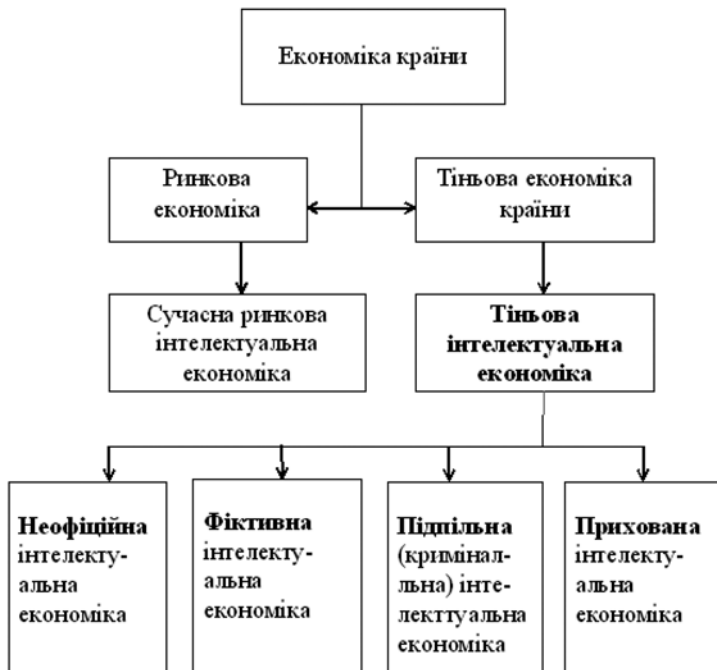 Економіка країни
Ринкова
економіка
Тіньова економіка
країни
Сучасна ринкова
інтелектуальна
економіка
Тіньова
інтелектуальна
економіка
Неофіційна
інтелекту-
альна
економіка
Фіктивна
інтелекту-
альна
економіка
Підпільна
(криміналь-
льна) інте-
лекттуальна
економіка
Прихована
інтелекту-
альна
економіка